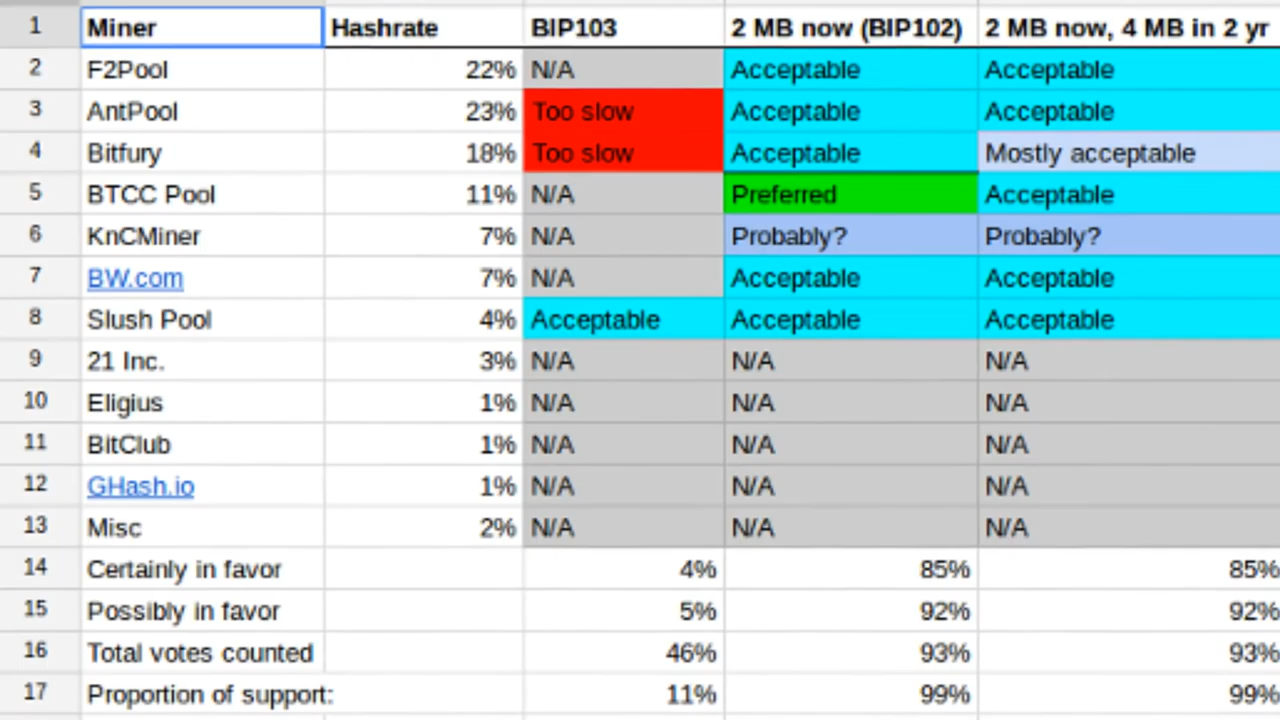 1 Miner Hashrate BIP103 2 MB now (BIP102) 2 MB now, 4 MB in 2 yr
2 F2Pool 22% N/A Acceptable Acceptable
3 AntPool 23% Too slow Acceptable Acceptable
4 Bitfury 18% Too slow Acceptable Mostly acceptable
5 BTCC Pool 11% N/A Preferred Acceptable
6 KnCMiner 7% N/A Probably? Probably?
7 BW.com 7% N/A Acceptable Acceptable
8 Slush Pool 4% Acceptable Acceptable Acceptable
9 21 Inc. 3% N/A N/A N/A
10 Eligius 1% N/A N/A N/A
11 BitClub 1% N/A N/A N/A
12 GHash.io 1% N/A N/A N/A
13 Misc 2% N/A N/A N/A
14 Certainly in favor 4% 85% 85%
15 Possibly in favor 5% 92% 92%
16 Total votes counted 46% 93% 93%
17 Proportion of support: 11% 99% 99%